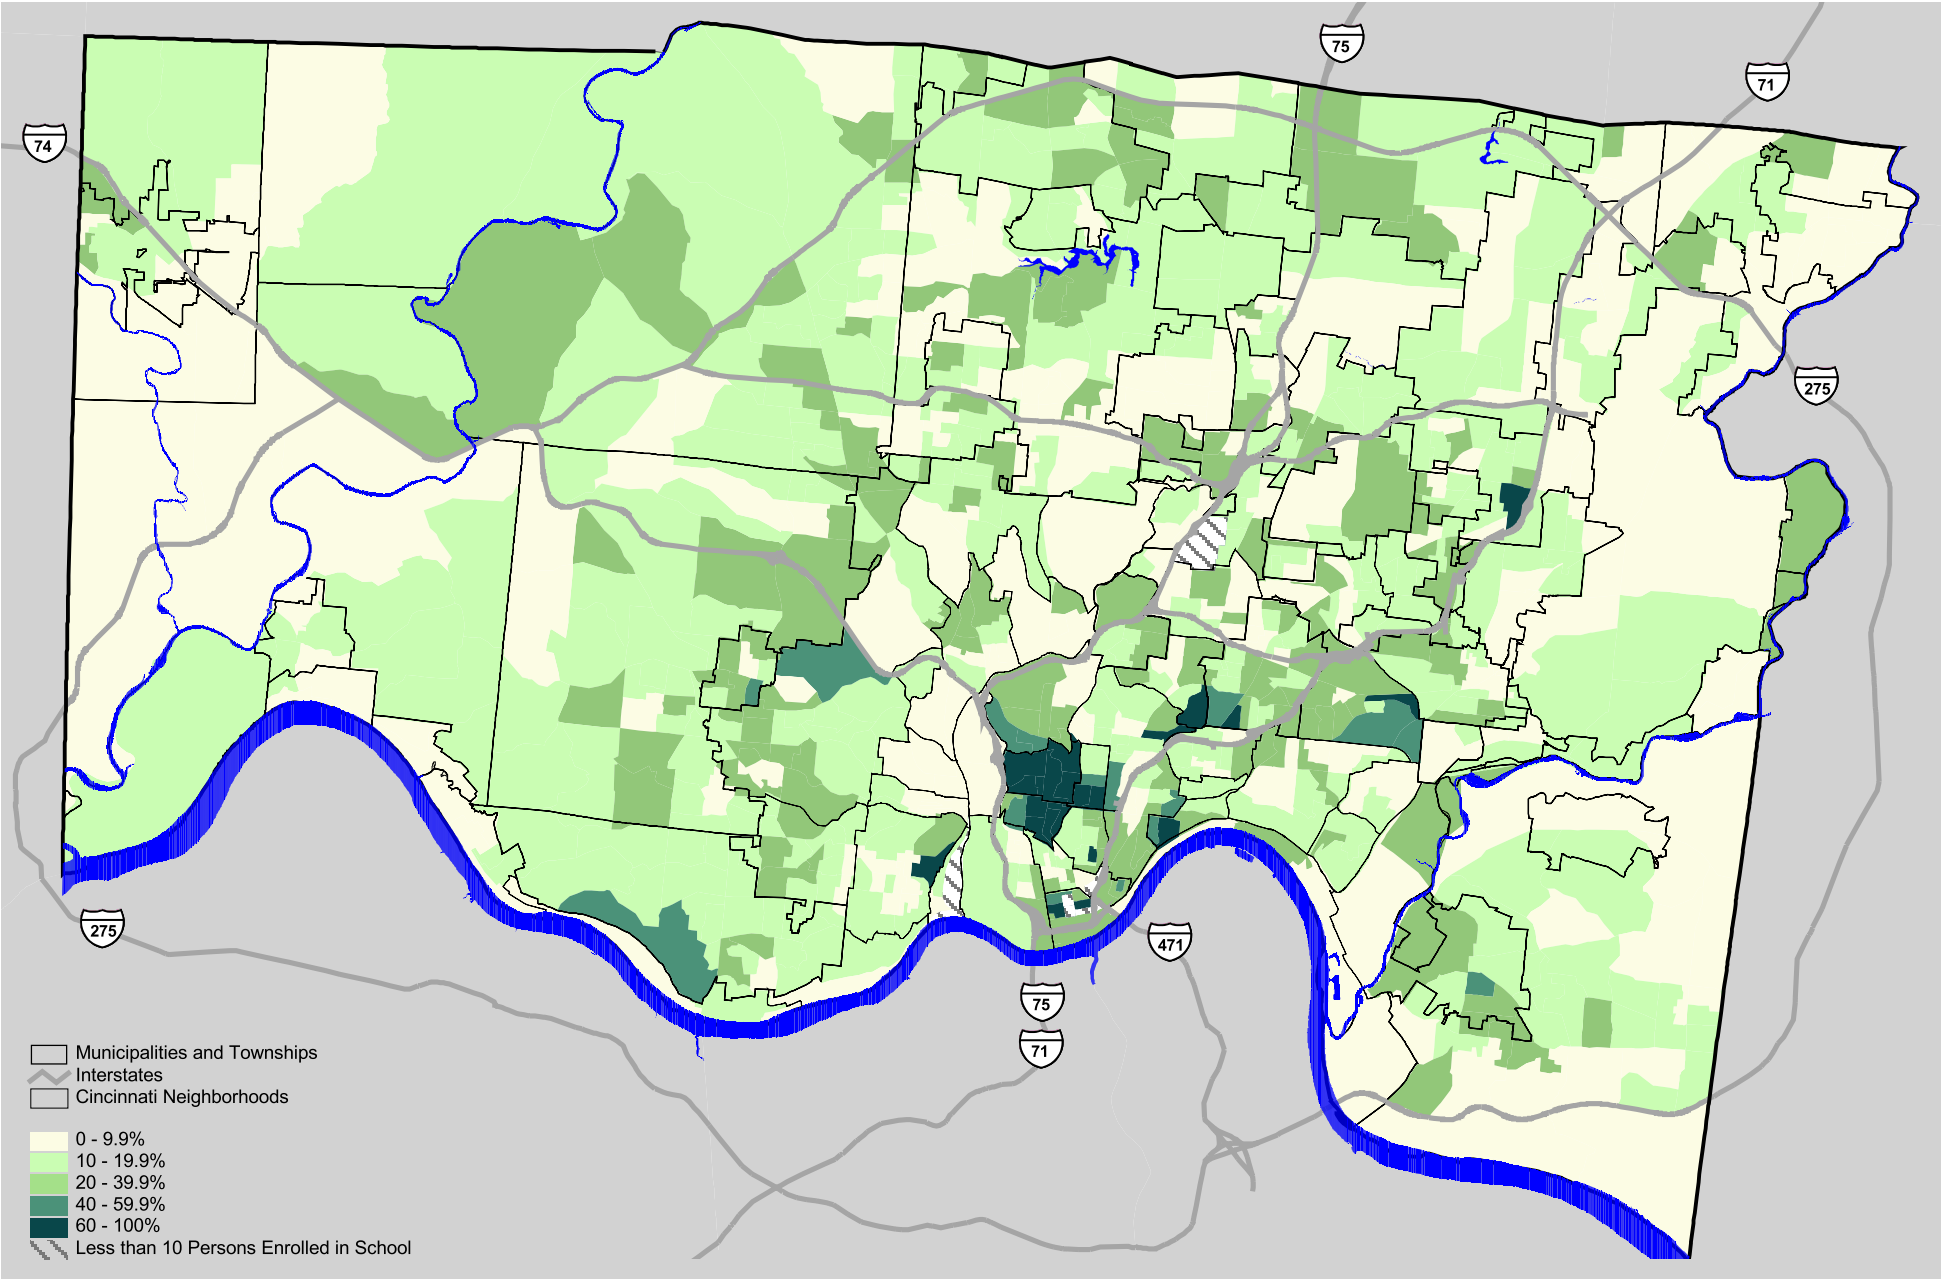 75
71
74
275
275
471
75
71
Municipalities and Townships
Interstates
Cincinnati Neighborhoods
0 - 9.9%
10 - 19.9%
20 - 39.9%
40 - 59.9%
60 - 100%
Less than 10 Persons Enrolled in School